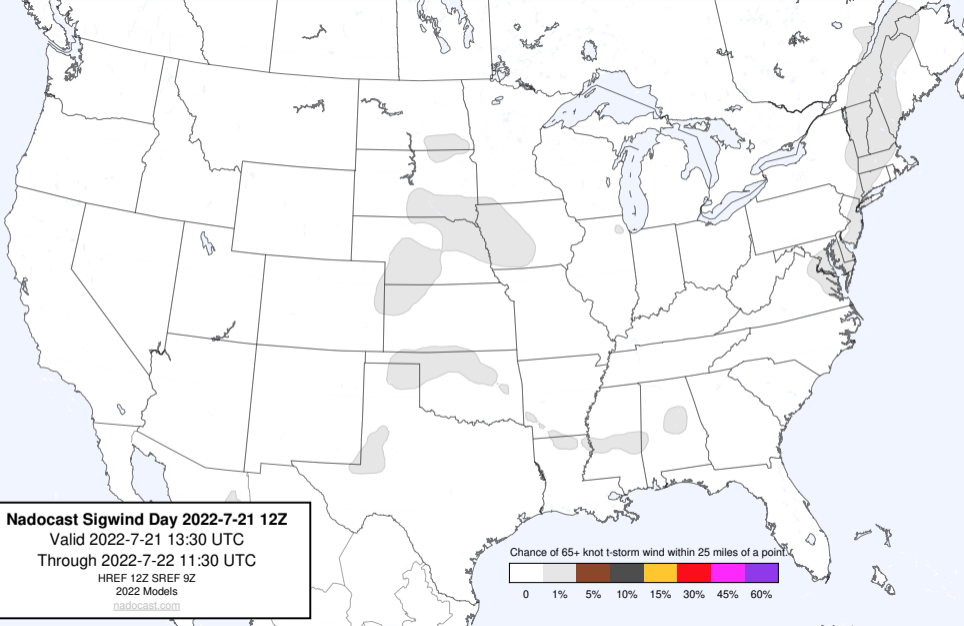 Nadocast Sigwind Day 2022-7-21 12Z
Valid 2022-7-21 13:30 UTC
Through 2022-7-22 11:30 UTC
HREF 12Z SREF 9Z
2022 Models
nadocast.com
Chance of 65+ knot t-storm wind within 25 miles of a point.
0 1% 5% 10% 15% 30% 45% 60%